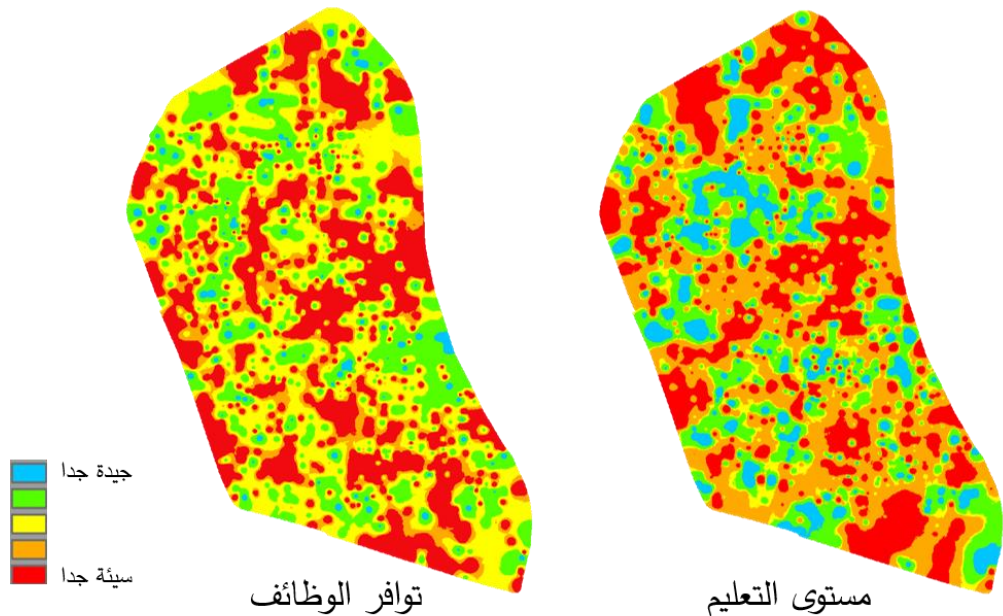 جيدة جدا
سيئة جدا
مستوى التعليم
توافر الوظائف